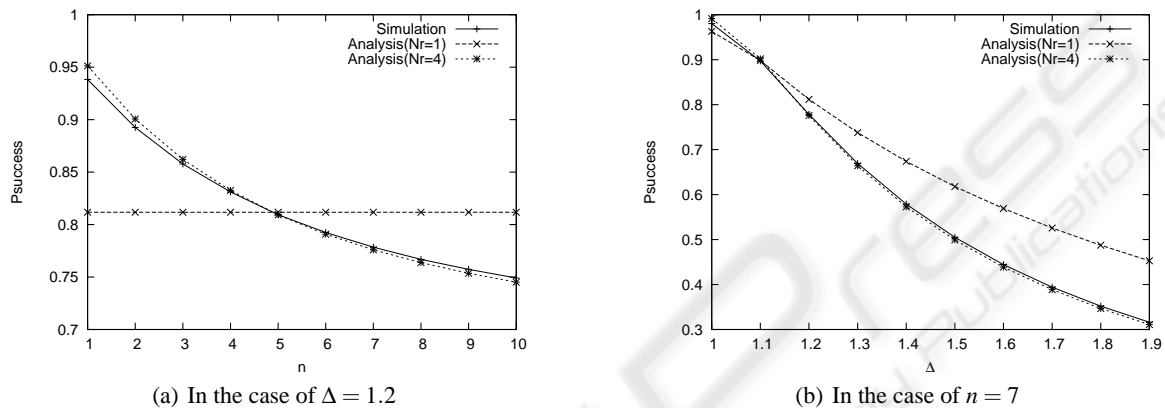 1
0.95
0.9
0.85
0.8
0.75
0.7
Psuccess
1 2 3 4 5 6 7 8 9 10
n
Simulation
Analysis(Nr=1)
Analysis(Nr=4)
(a) In the case of Δ = 1.2
1
0.9
0.8
0.7
0.6
0.5
0.4
0.3
Psuccess
1 1.1 1.2 1.3 1.4 1.5 1.6 1.7 1.8 1.9
Δ
Simulation
Analysis(Nr=1)
Analysis(Nr=4)
(b) In the case of n = 7
Press
Publications